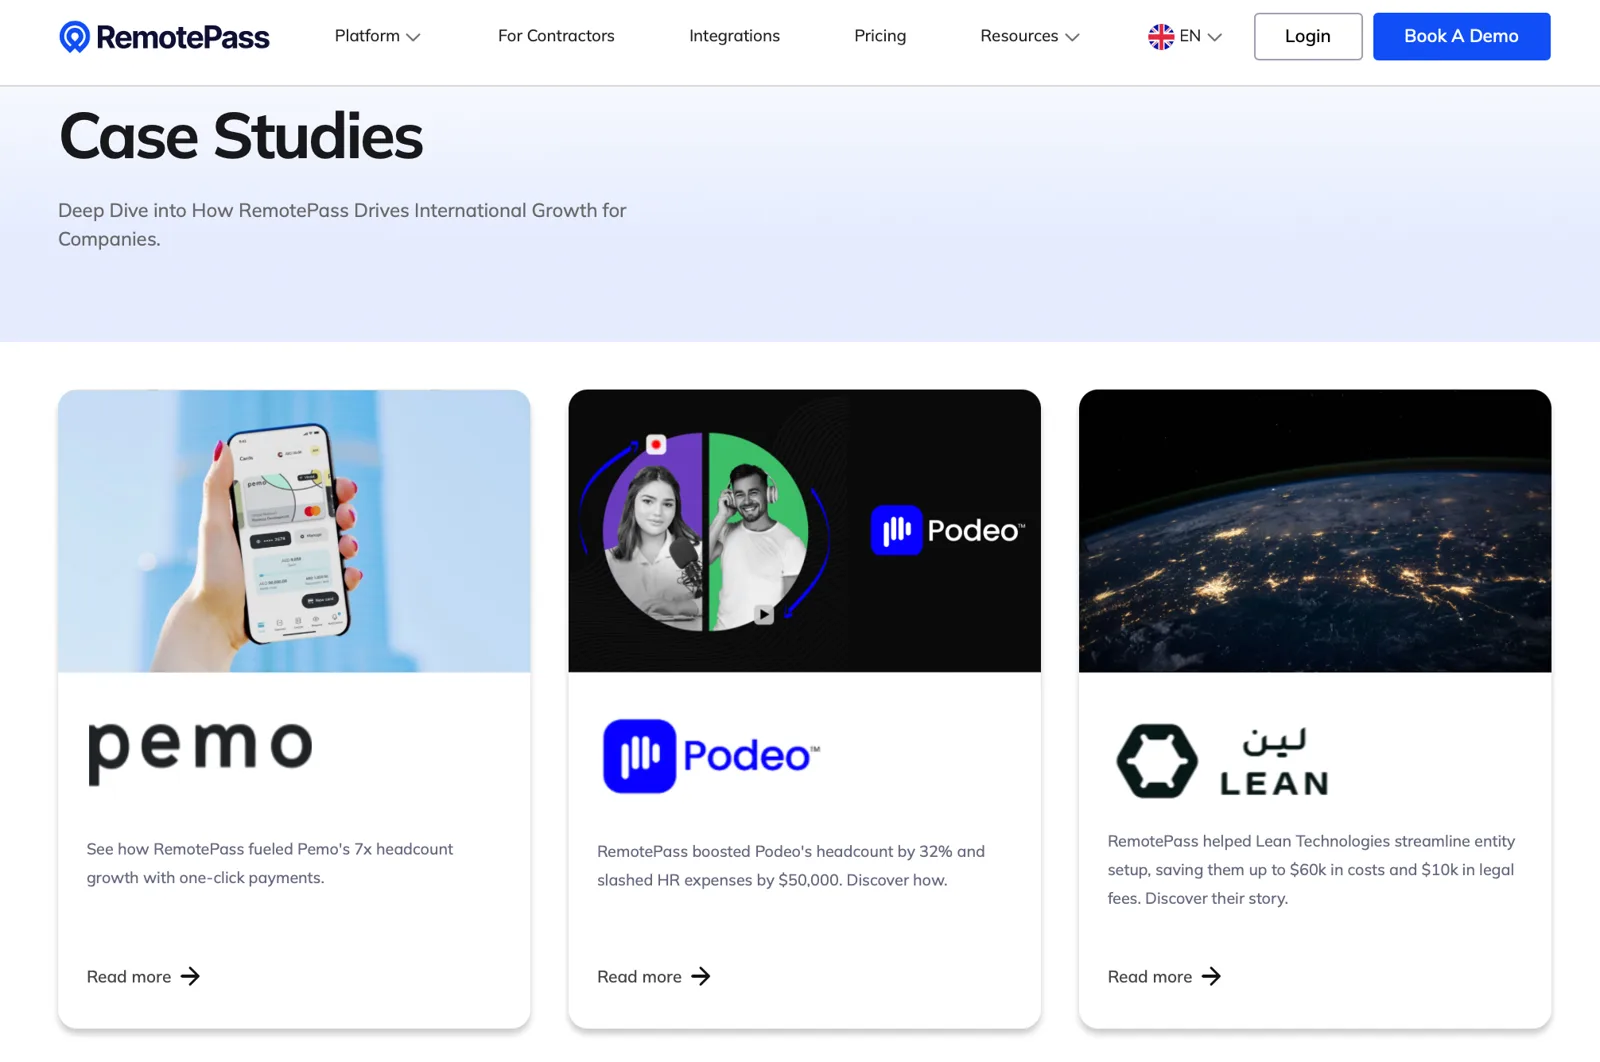 RemotePass
Platform
For Contractors
Integrations
Pricing
Resources
EN
Login
Book A Demo
Case Studies
Deep Dive into How RemotePass Drives International Growth for
Companies.
Cards
pemo
Podeo™
pemo
See how RemotePass fueled Pemo's 7x headcount
growth with one-click payments.
Read more
Podeo™
RemotePass boosted Podeo's headcount by 32% and
slashed HR expenses by $50,000. Discover how.
Read more
لين
LEAN
RemotePass helped Lean Technologies streamline entity
setup, saving them up to $60k in costs and $10k in legal
fees. Discover their story.
Read more